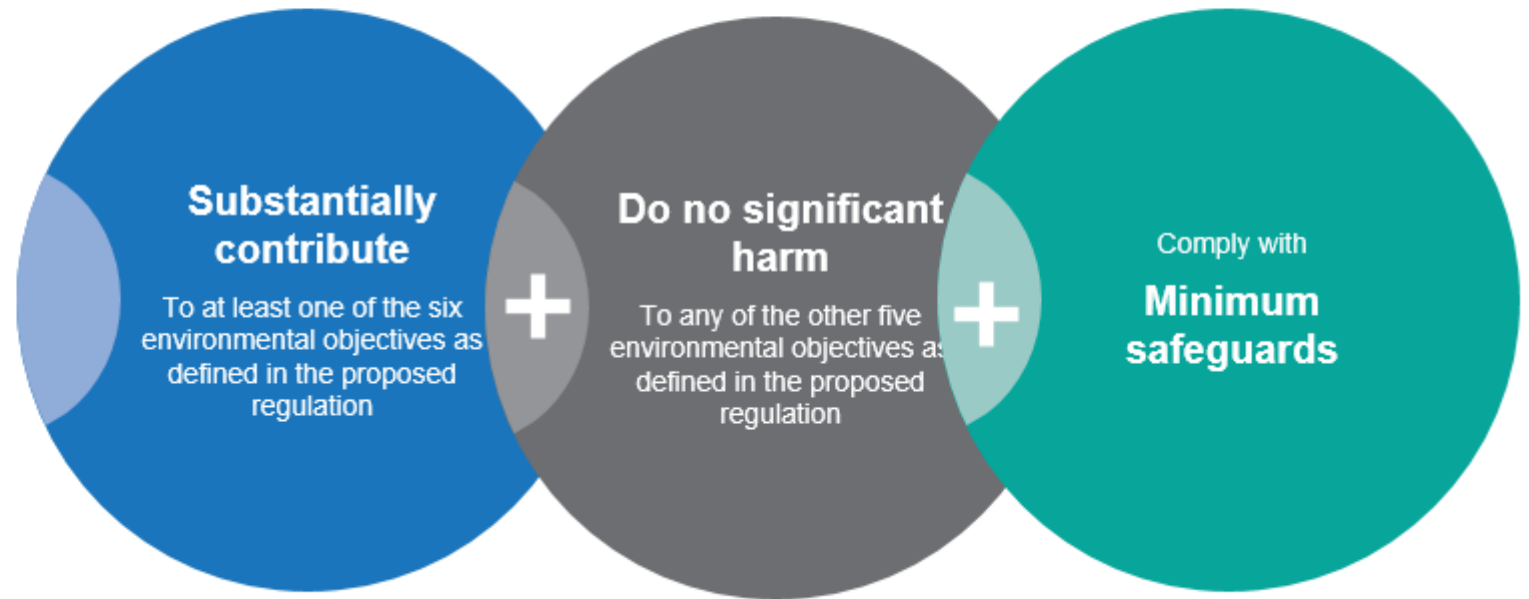 Substantially
contribute
To at least one of the six
environmental objectives as
defined in the proposed
regulation
+
Do no significant
harm
To any of the other five
environmental objectives as
defined in the proposed
regulation
+
Comply with
Minimum
safeguards